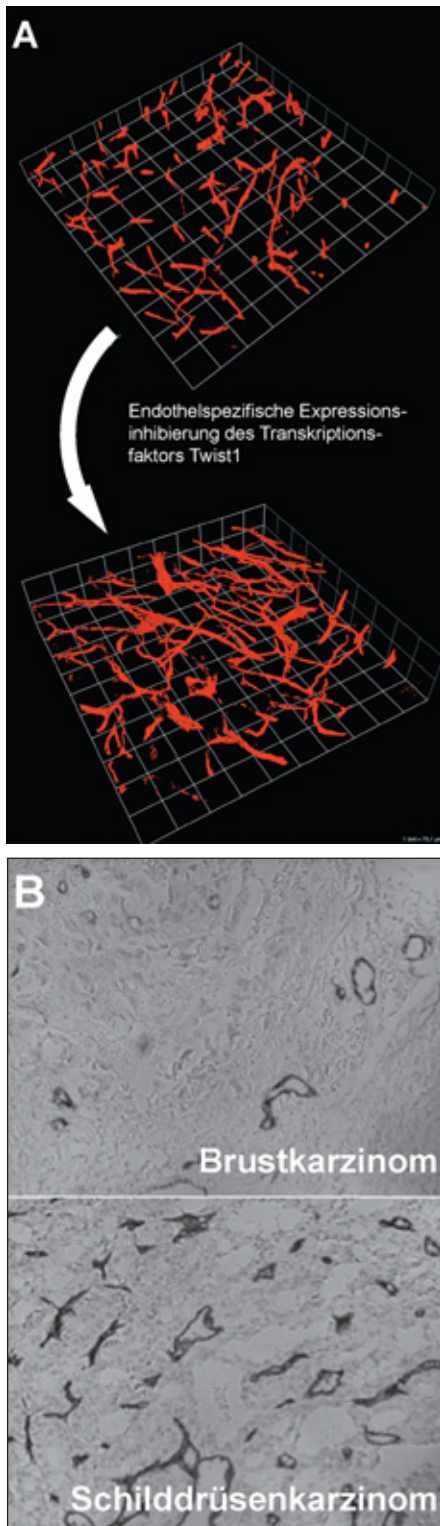 A
Endothelspezifische Expressions-
inhibierung des Transkriptions-
faktors Twist1
B
Brustkarzinom
Schilddrüsenkarzinom